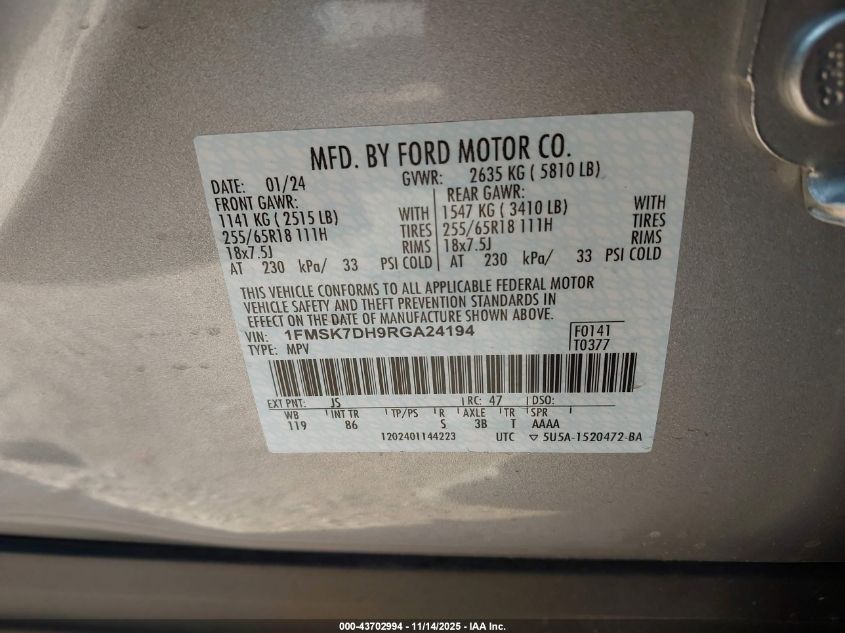 MFD. BY FORD MOTOR CO.
DATE: 01/24 GVWR: 2635 KG ( 5810 LB)
FRONT GAWR: REAR GAWR:
1141 KG ( 2515 LB) WITH 1547 KG ( 3410 LB) WITH
255/65R18 111H TIRES 255/65R18 111H TIRES
18x7.5J RIMS 18x7.5J RIMS
AT 230 kPa/ 33 PSI COLD AT 230 kPa/ 33 PSI COLD
THIS VEHICLE CONFORMS TO ALL APPLICABLE FEDERAL MOTOR
VEHICLE SAFETY AND THEFT PREVENTION STANDARDS IN
EFFECT ON THE DATE OF MANUFACTURE SHOWN ABOVE.
VIN: 1FMSK7DH9RGA24194 F0141
TYPE: MPV T0377
EXT PNT: JS RC: 47 DSO:
WB INT TR TP/PS R AXLE TR SPR
119 86 S 3B T AAAA
1202401144223 UTC ▽ 5U5A-1520472-BA
000-43702994 - 11/14/2025 - IAA Inc.